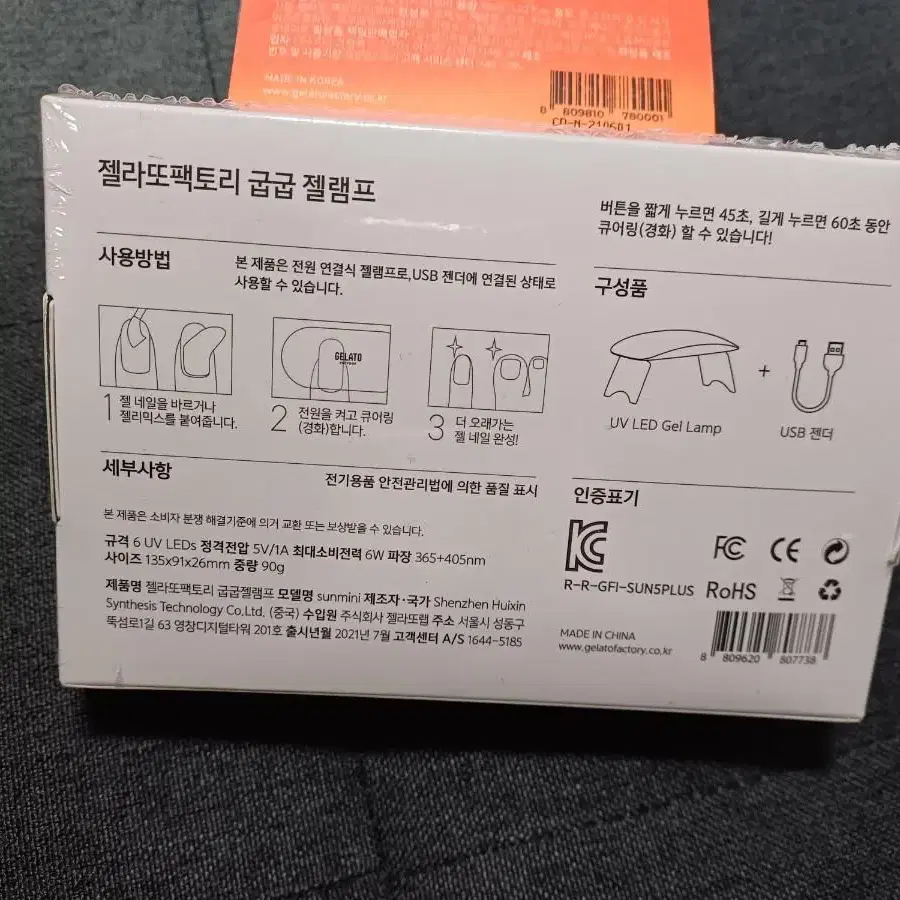 MADE IN KOREA
www.gelatofactory.co.kr
8 809810 780001
CD-N-210601
젤라또팩토리 굽굽 젤램프
버튼을 짧게 누르면 45초, 길게 누르면 60초 동안
큐어링(경화) 할 수 있습니다!
사용방법
본 제품은 전원 연결식 젤램프로, USB 젠더에 연결된 상태로
사용할 수 있습니다.
GELATO
FACTORY
1 젤 네일을 바르거나
젤리믹스를 붙여줍니다.
2 전원을 켜고 큐어링
(경화)합니다.
3 더 오래가는
젤 네일 완성!
구성품
+
UV LED Gel Lamp
USB 젠더
세부사항
전기용품 안전관리법에 의한 품질 표시
본 제품은 소비자 분쟁 해결기준에 의거 교환 또는 보상받을 수 있습니다.
규격 6 UV LEDs 정격전압 5V/1A 최대소비전력 6W 파장 365+405nm
사이즈 135x91x26mm 중량 90g
제품명 젤라또팩토리 굽굽젤램프 모델명 sunmini 제조자·국가 Shenzhen Huixin
Synthesis Technology Co.Ltd. (중국) 수입원 주식회사 젤라또랩 주소 서울시 성동구
뚝섬로1길 63 영창디지털타워 201호 출시년월 2021년 7월 고객센터 A/S 1644-5185
인증표기
KC
FC CE
R-R-GFI-SUN5PLUS RoHS
MADE IN CHINA
www.gelatofactory.co.kr
8 809620 807738